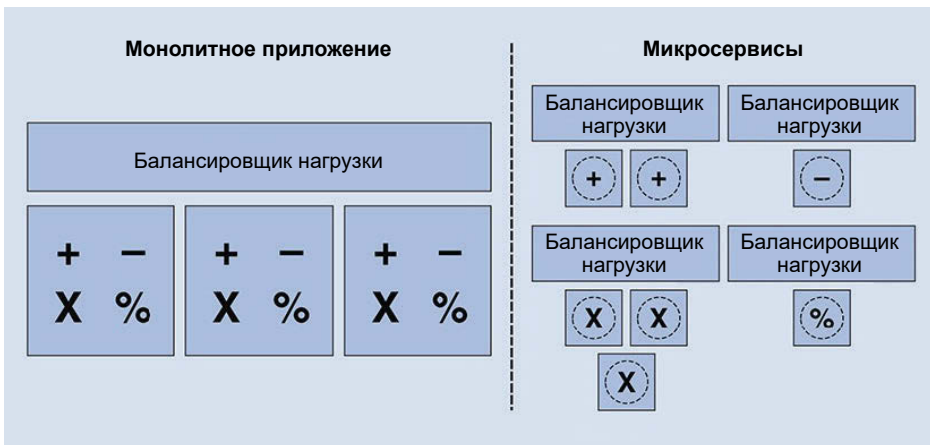 Монолитное приложение
Балансировщик нагрузки
+ − + − + −
X % X % X %
Микросервисы
Балансировщик
нагрузки
+ +
Балансировщик
нагрузки
−
Балансировщик
нагрузки
X X
X
Балансировщик
нагрузки
%